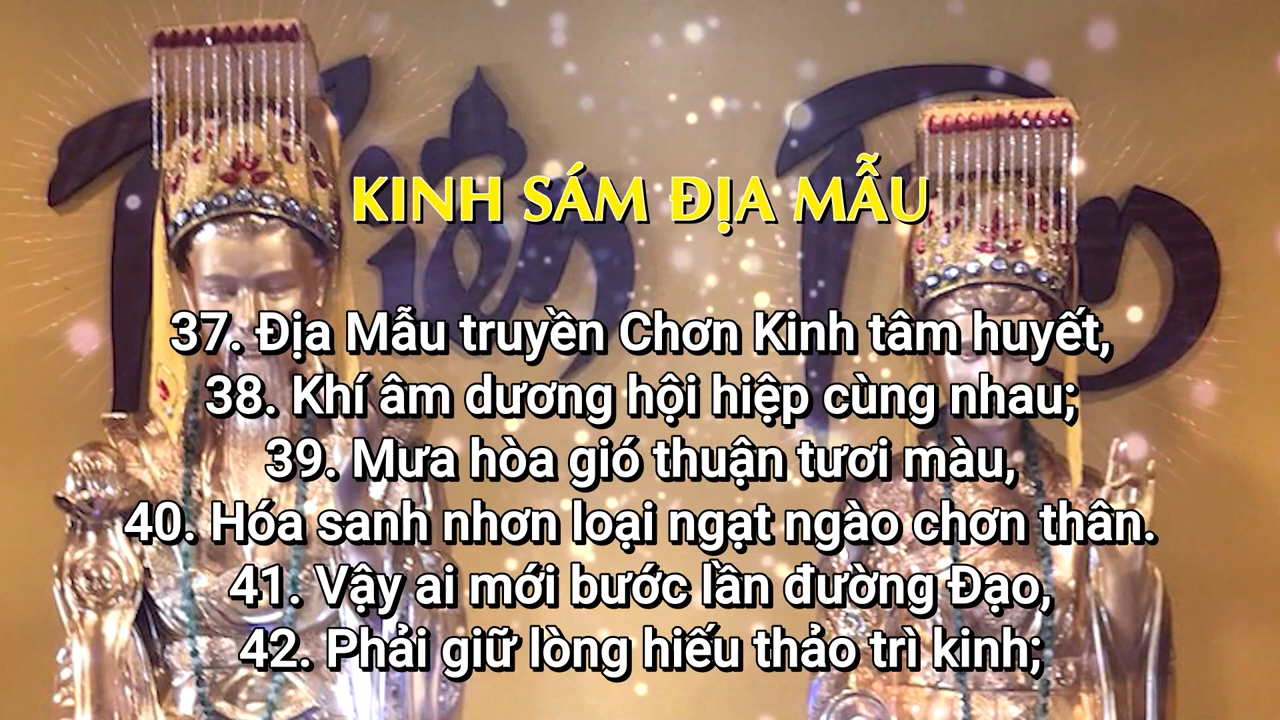 Tiên Tông
KINH SÁM ĐỊA MẪU
37. Địa Mẫu truyền Chơn Kinh tâm huyết,
38. Khí âm dương hội hiệp cùng nhau;
39. Mưa hòa gió thuận tươi màu,
40. Hóa sanh nhơn loại ngạt ngào chơn thân.
41. Vậy ai mới bước lần đường Đạo,
42. Phải giữ lòng hiếu thảo trì kinh;